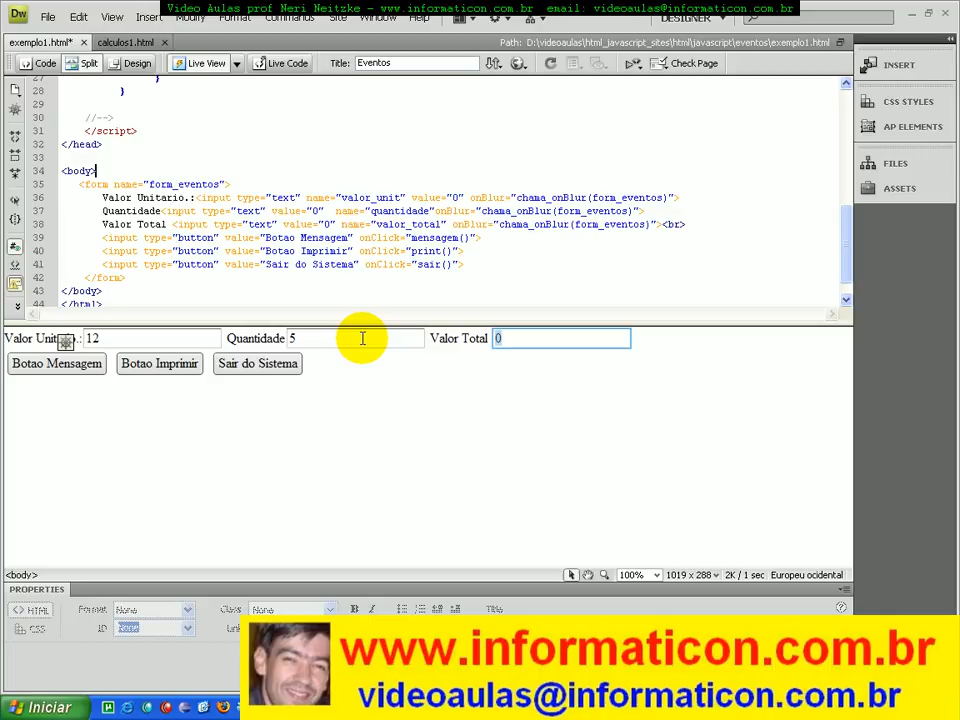 Video Aulas prof Neri Neitzke - www.informaticon.com.br email: videoaulas@informaticon.com.br
Dw File Edit View Insert Modify Format Commands Site Window Help DESIGNER
exemplo1.html* calculos1.html Path: D:\videoaulas\html_javascript_sites\html\javascript\eventos\exemplo1.html
Code Split Design Live View Live Code Title: Eventos Check Page
INSERT
CSS STYLES
AP ELEMENTS
FILES
ASSETS
27 }
28 }
29
30 //-->
31 </script>
32 </head>
33
34 <body>
35 <form name="form_eventos">
36 Valor Unitario.:<input type="text" name="valor_unit" value="0" onBlur="chama_onBlur(form_eventos)">
37 Quantidade<input type="text" value="0" name="quantidade"onBlur="chama_onBlur(form_eventos)">
38 Valor Total <input type="text" value="0" name="valor_total" onBlur="chama_onBlur(form_eventos)"><br>
39 <input type="button" value="Botao Mensagem" onClick="mensagem()">
40 <input type="button" value="Botao Imprimir" onClick="print()">
41 <input type="button" value="Sair do Sistema" onClick="sair()">
42 </form>
43 </body>
44 </html>
Valor Unit o.: 12 Quantidade 5 Valor Total 0
Botao Mensagem Botao Imprimir Sair do Sistema
<body> 100% 1019 x 288 2K / 1 sec Europeu ocidental
PROPERTIES
<> HTML Format None Class None B I Title
CSS ID None
www.informaticon.com.br
videoaulas@informaticon.com.br
Iniciar